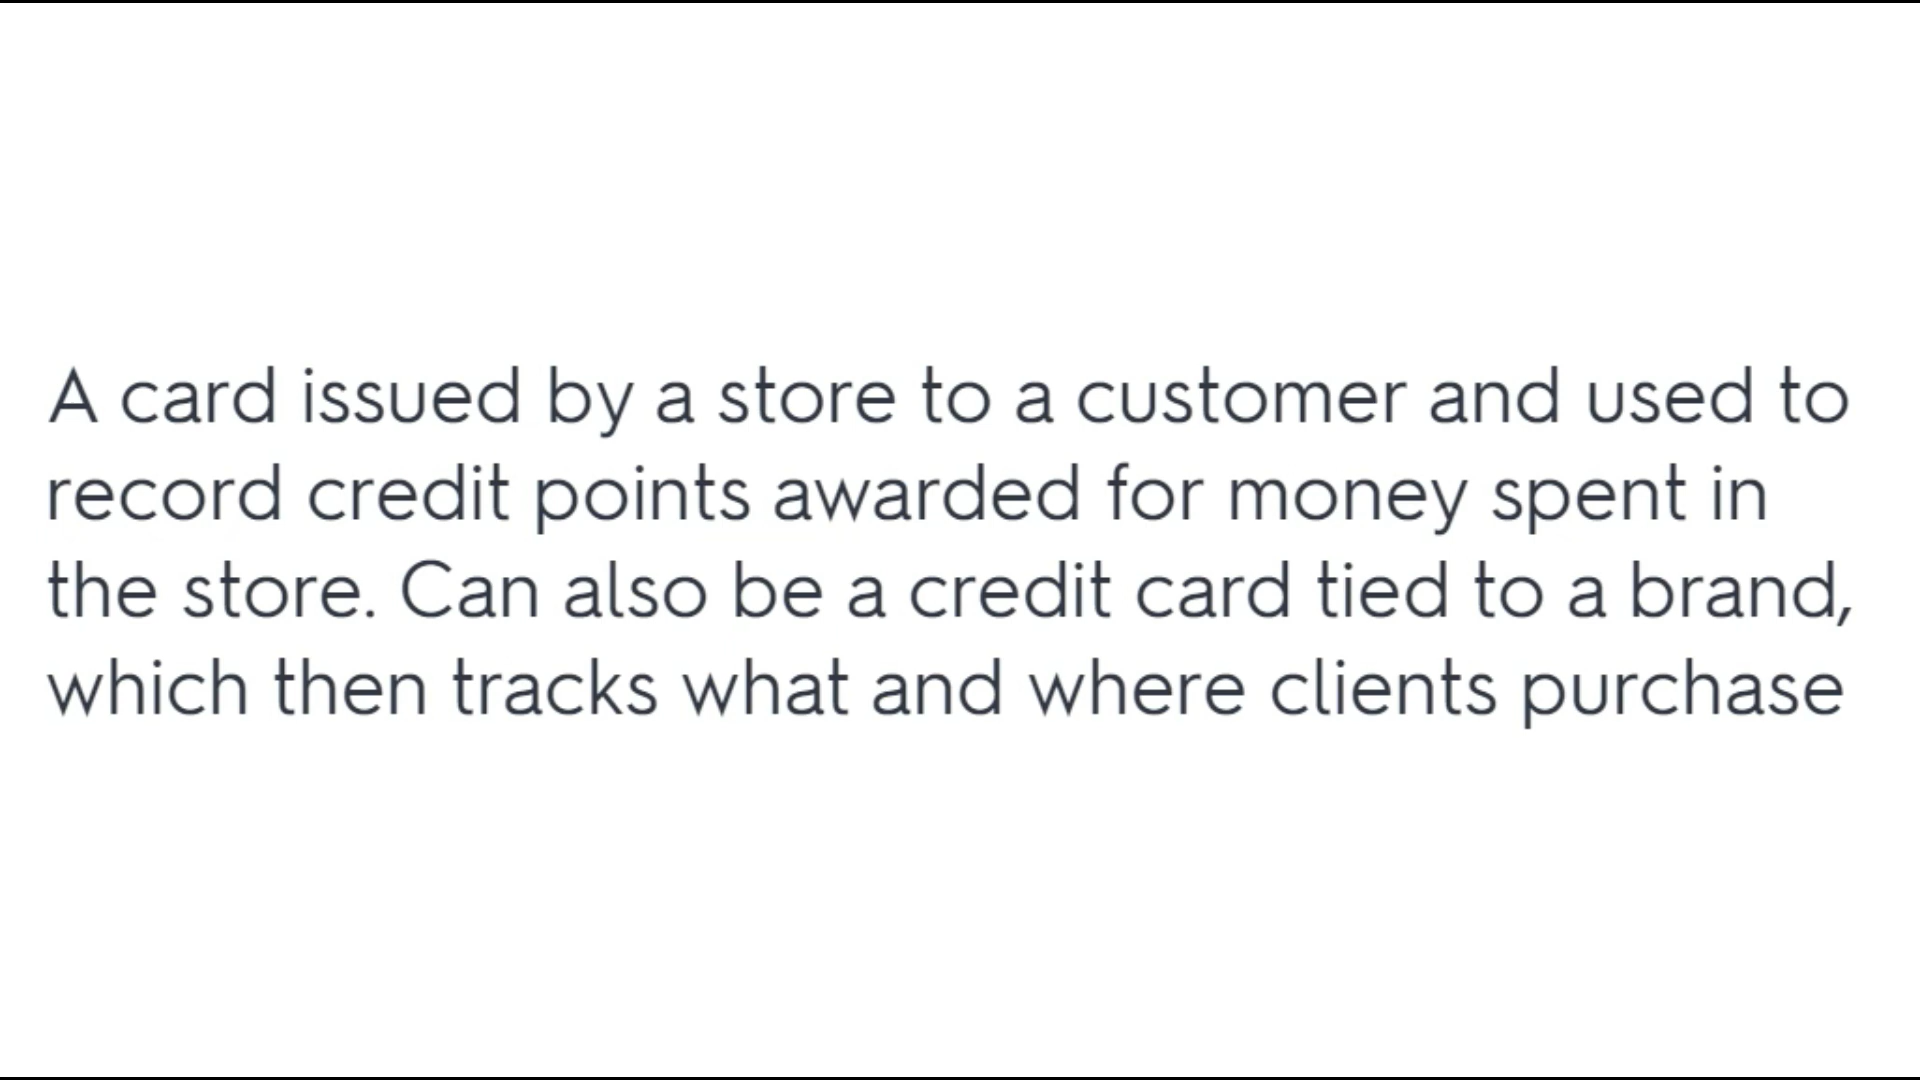 A card issued by a store to a customer and used to
record credit points awarded for money spent in
the store. Can also be a credit card tied to a brand,
which then tracks what and where clients purchase